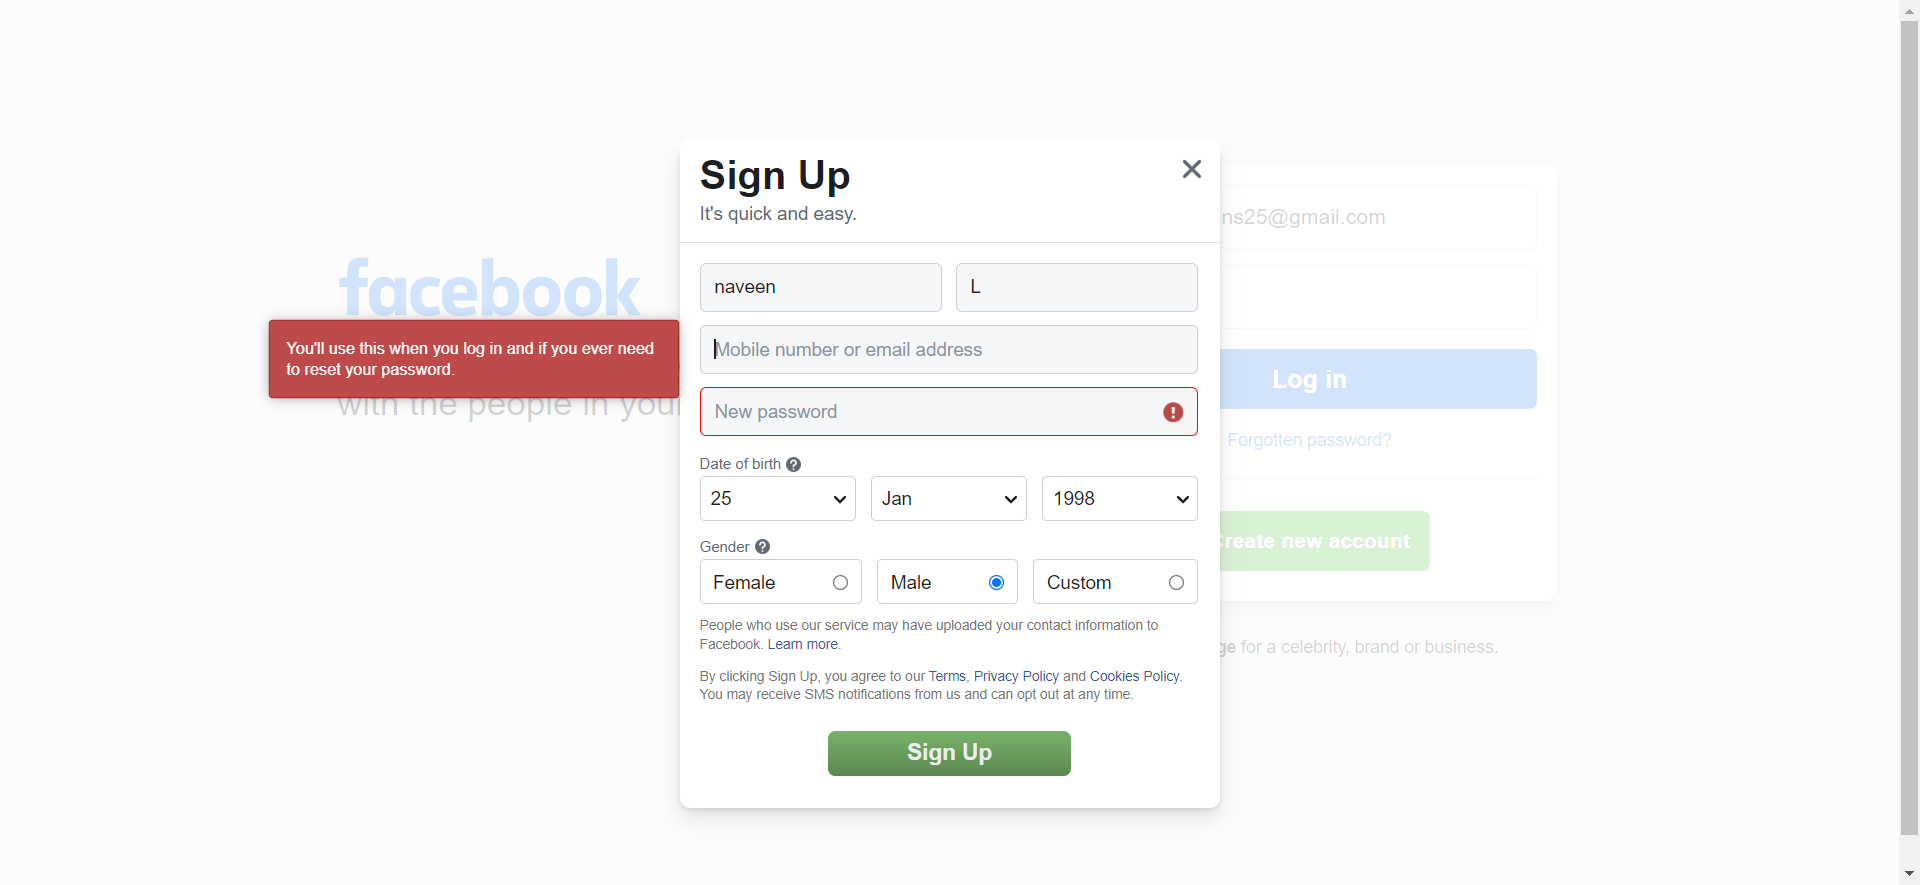 Sign Up
It's quick and easy.
naveen
L
Mobile number or email address
New password
Date of birth
25
Jan
1998
Gender
Female
Male
Custom
People who use our service may have uploaded your contact information to
Facebook. Learn more.
By clicking Sign Up, you agree to our Terms, Privacy Policy and Cookies Policy.
You may receive SMS notifications from us and can opt out at any time.
Sign Up
facebook
You'll use this when you log in and if you ever need
to reset your password.
with the people in your
ns25@gmail.com
Log in
Forgotten password?
Create new account
for a celebrity, brand or business.